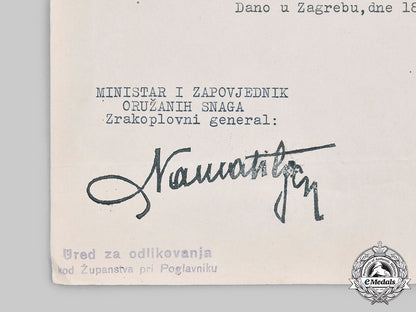 Dano u Zagrebu, dne 18
MINISTAR I ZAPOVJEDNIK
ORUŽANIH SNAGA
Zrakoplovni general:
Ured za odlikovanja
kod Županstva pri Poglavniku
eMedals